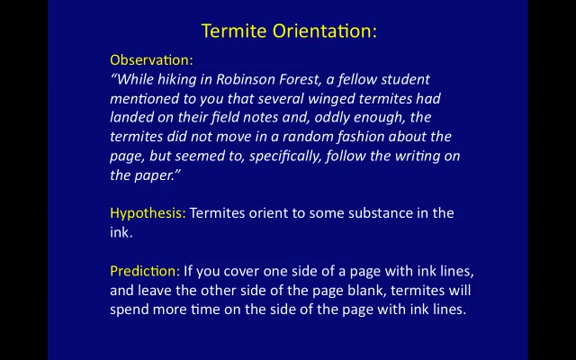 Termite Orientation:
Observation:
“While hiking in Robinson Forest, a fellow student
mentioned to you that several winged termites had
landed on their field notes and, oddly enough, the
termites did not move in a random fashion about the
page, but seemed to, specifically, follow the writing on
the paper.”
Hypothesis: Termites orient to some substance in the
ink.
Prediction: If you cover one side of a page with ink lines,
and leave the other side of the page blank, termites will
spend more time on the side of the page with ink lines.